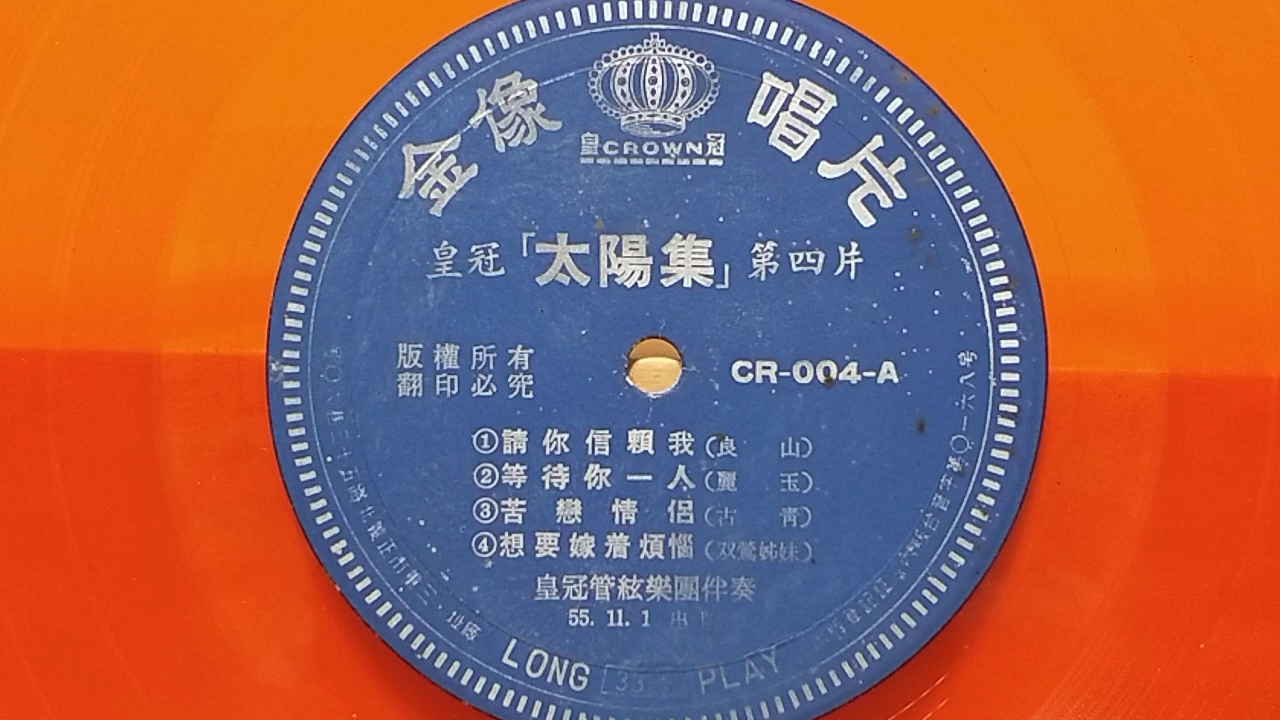 金像唱片
皇CROWN冠
皇冠「太陽集」第四片
版權所有
翻印必究
CR-004-A
①請你信賴我(良山)
②等待你一人(麗玉)
③苦戀情侶(古青)
④想要嫁着煩惱(双鶯姊妹)
皇冠管絃樂團伴奏
55. 11. 1 出
LONG 33 PLAY